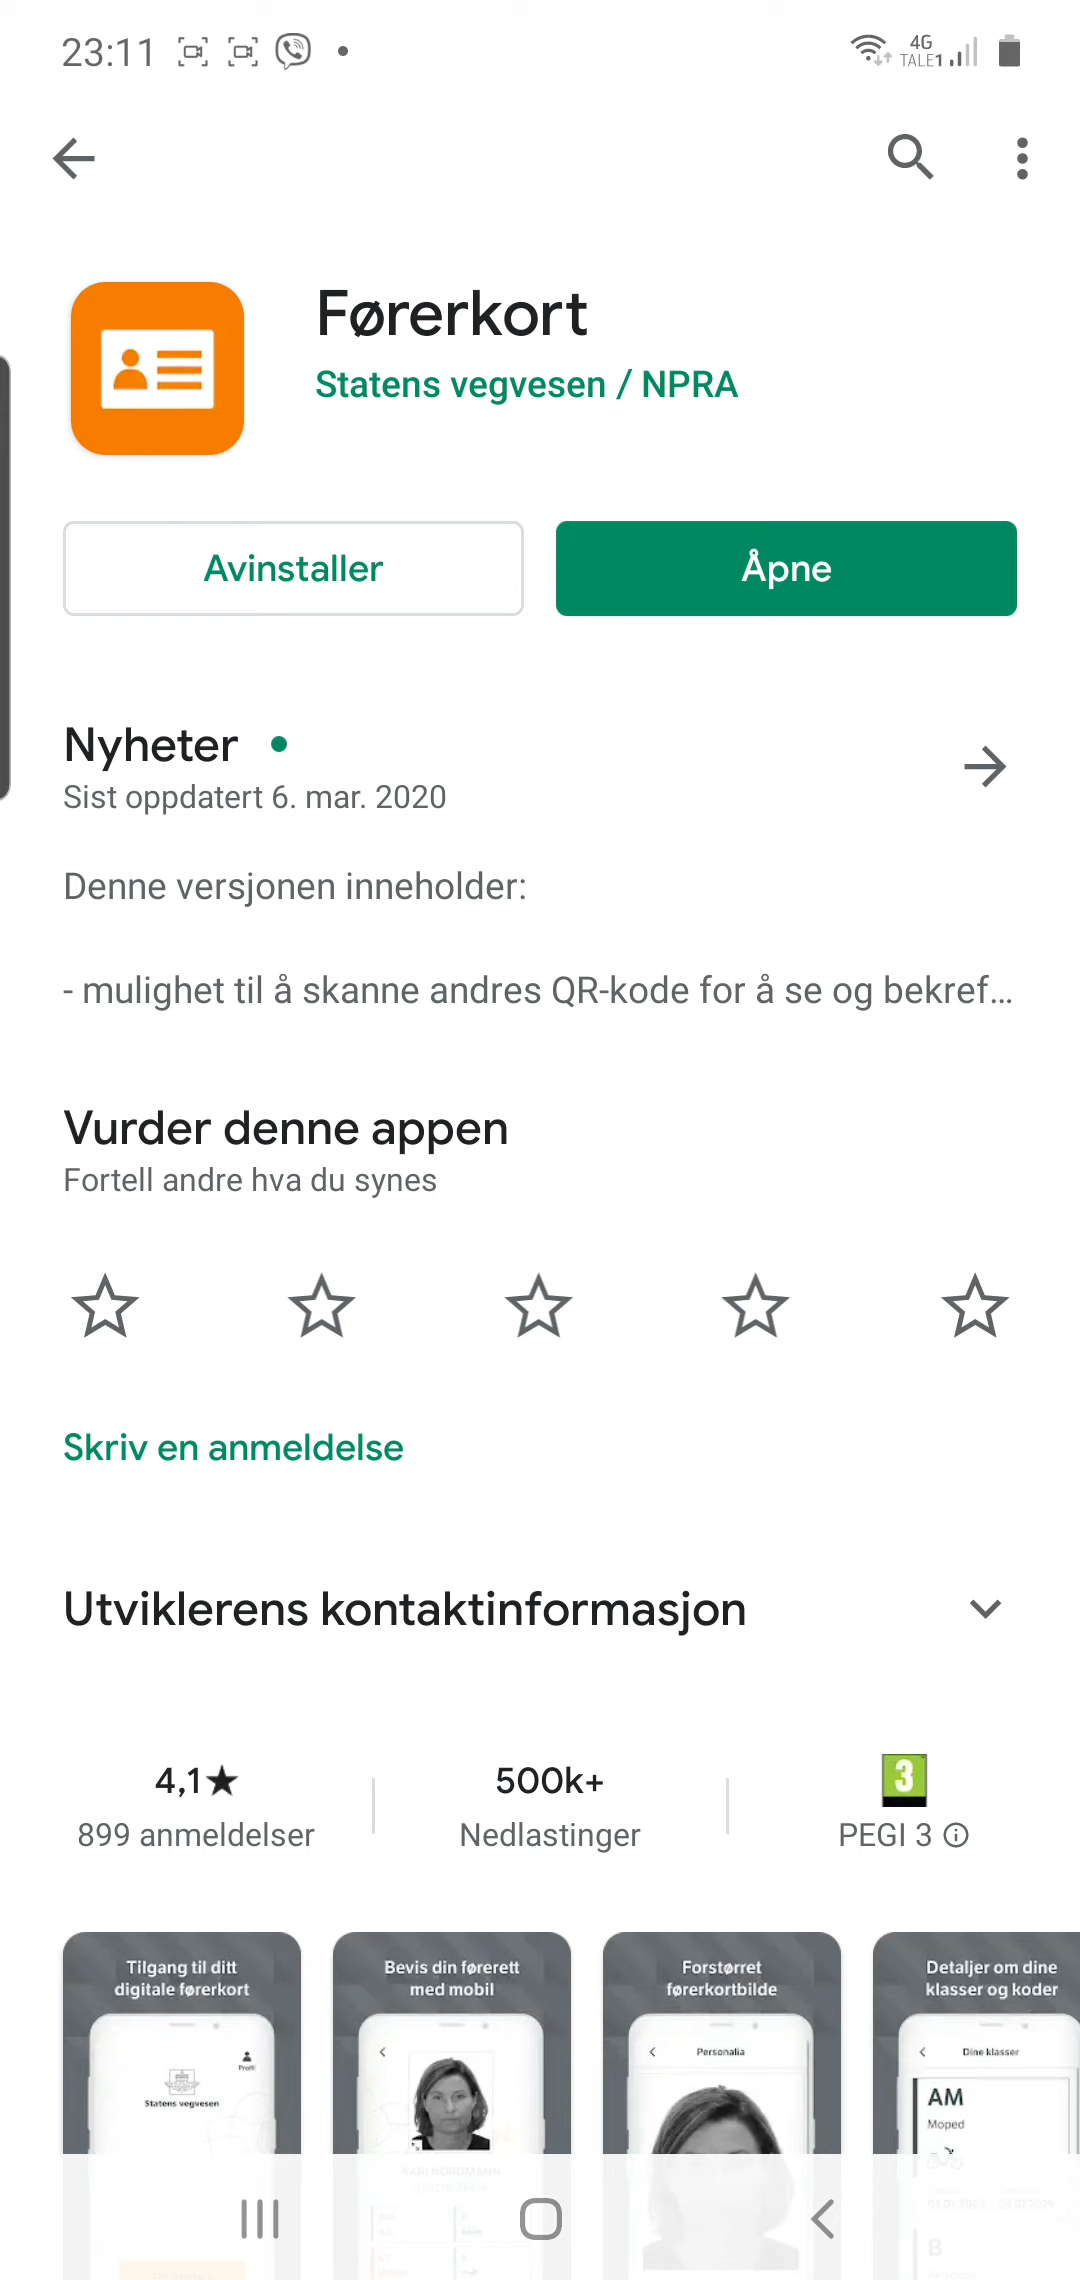 23:11
4G
TALE1
Førerkort
Statens vegvesen / NPRA
Avinstaller
Åpne
Nyheter
Sist oppdatert 6. mar. 2020
Denne versjonen inneholder:
- mulighet til å skanne andres QR-kode for å se og bekref…
Vurder denne appen
Fortell andre hva du synes
Skriv en anmeldelse
Utviklerens kontaktinformasjon
4,1★
899 anmeldelser
500k+
Nedlastinger
3
PEGI 3
Tilgang til ditt
digitale førerkort
Profil
Statens vegvesen
Bevis din førerett
med mobil
KARI NORDMANN
Forstørret
førerkortbilde
Personalia
Detaljer om dine
klasser og koder
Dine klasser
AM
Moped
B